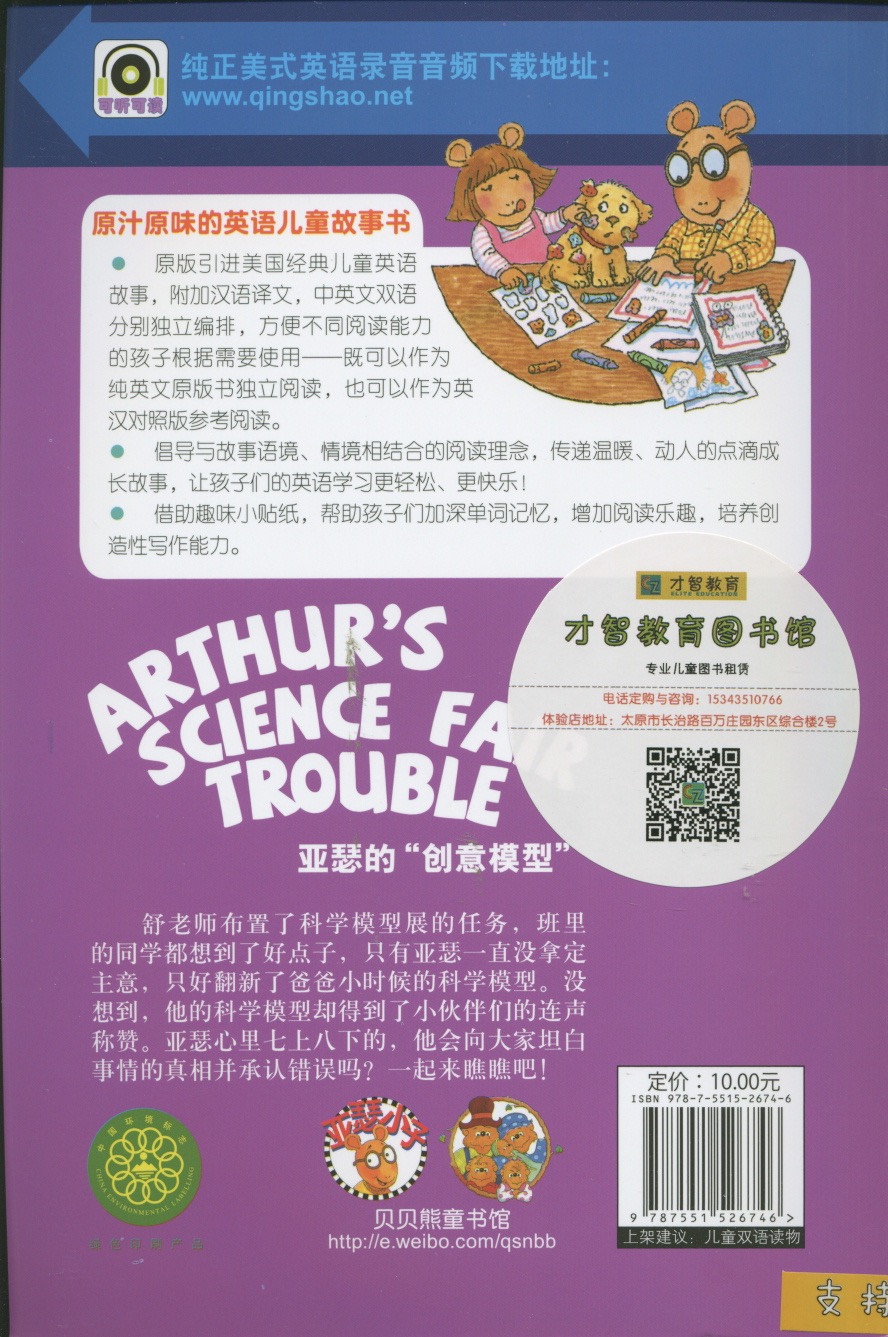 纯正美式英语录音音频下载地址：
www.qingshao.net
可听可读
原汁原味的英语儿童故事书
● 原版引进美国经典儿童英语
故事，附加汉语译文，中英文双语
分别独立编排，方便不同阅读能力
的孩子根据需要使用——既可以作为
纯英文原版书独立阅读，也可以作为英
汉对照版参考阅读。
● 倡导与故事语境、情境相结合的阅读理念，传递温暖、动人的点滴成
长故事，让孩子们的英语学习更轻松、更快乐！
● 借助趣味小贴纸，帮助孩子们加深单词记忆，增加阅读乐趣，培养创
造性写作能力。
才智教育
ELITE EDUCATION
才智教育图书馆
专业儿童图书租赁
电话定购与咨询：15343510766
体验店地址：太原市长治路百万庄园东区综合楼2号
CZ
ARTHUR'S
SCIENCE FAIR
TROUBLE
亚瑟的“创意模型”
舒老师布置了科学模型展的任务，班里
的同学都想到了好点子，只有亚瑟一直没拿定
主意，只好翻新了爸爸小时候的科学模型。没
想到，他的科学模型却得到了小伙伴们的连声
称赞。亚瑟心里七上八下的，他会向大家坦白
事情的真相并承认错误吗？一起来瞧瞧吧！
中国环境标志
CHINA ENVIRONMENTAL LABELLING
绿色印刷产品
亚瑟小子
贝贝熊童书馆
http://e.weibo.com/qsnbb
定价：10.00元
ISBN 978-7-5515-2674-6
9 787551 526746 >
上架建议：儿童双语读物
支持